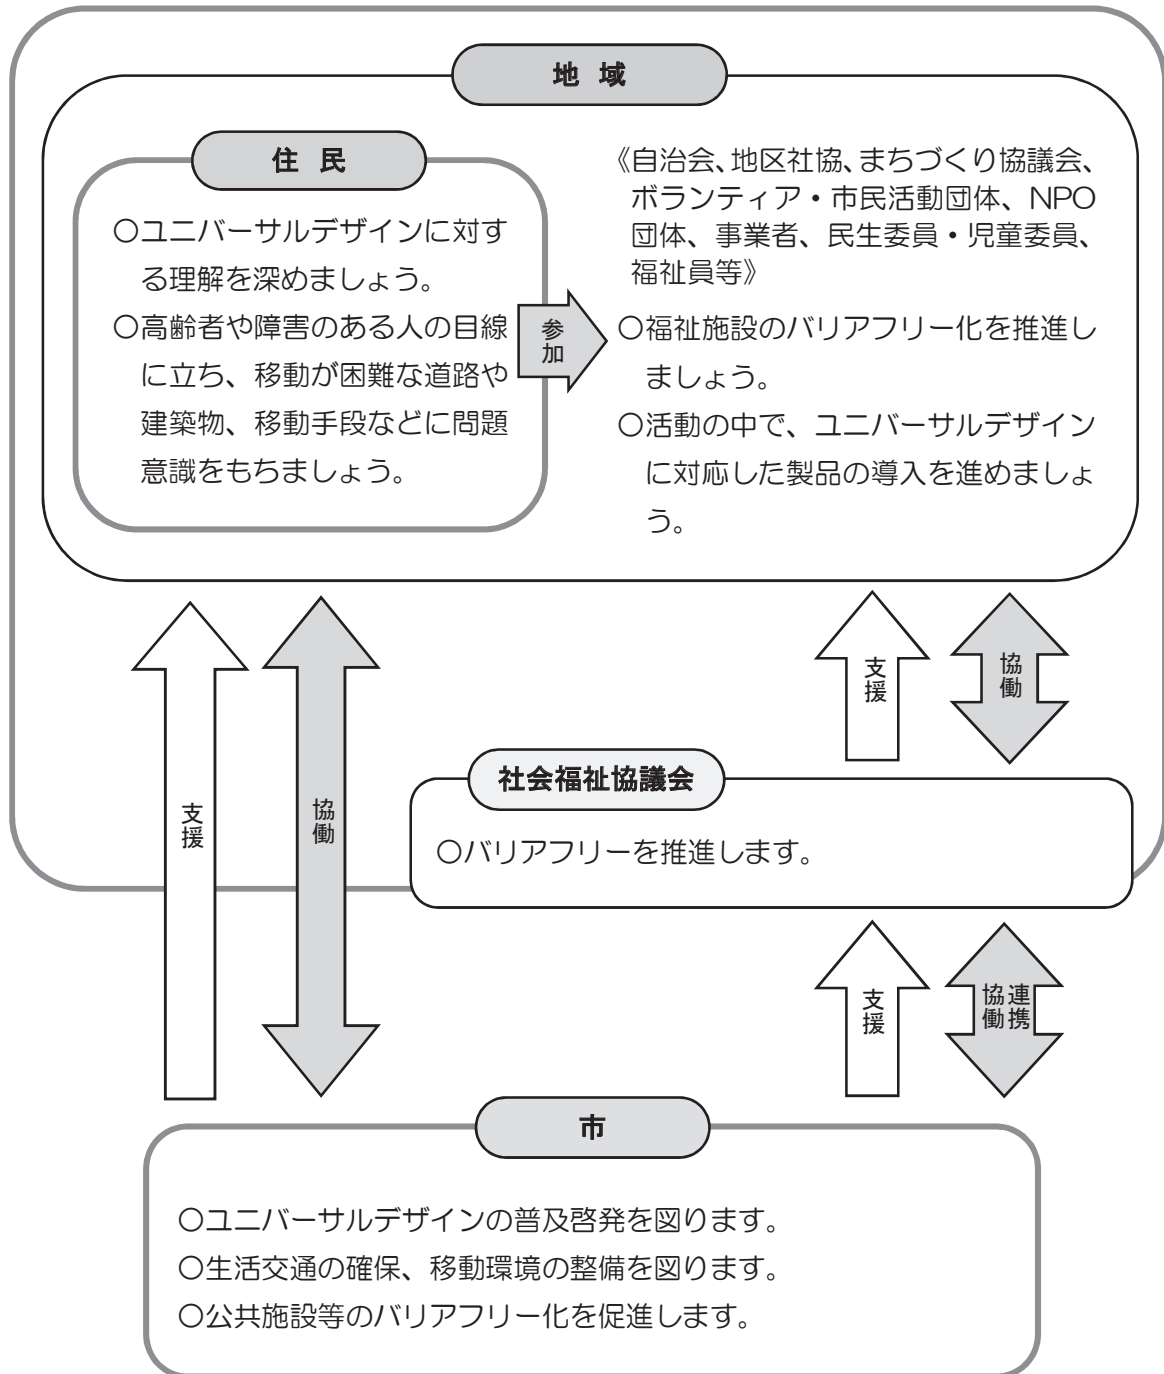 地 域
住 民
〇ユニバーサルデザインに対す
る理解を深めましょう。
〇高齢者や障害のある人の目線
に立ち、移動が困難な道路や
建築物、移動手段などに問題
意識をもちましょう。
参加
《自治会、地区社協、まちづくり協議会、
ボランティア・市民活動団体、NPO
団体、事業者、民生委員・児童委員、
福祉員等》
〇福祉施設のバリアフリー化を推進し
ましょう。
〇活動の中で、ユニバーサルデザイン
に対応した製品の導入を進めましょ
う。
支援
協働
支援
協働
社会福祉協議会
〇バリアフリーを推進します。
支援
連携
協働
市
〇ユニバーサルデザインの普及啓発を図ります。
〇生活交通の確保、移動環境の整備を図ります。
〇公共施設等のバリアフリー化を促進します。